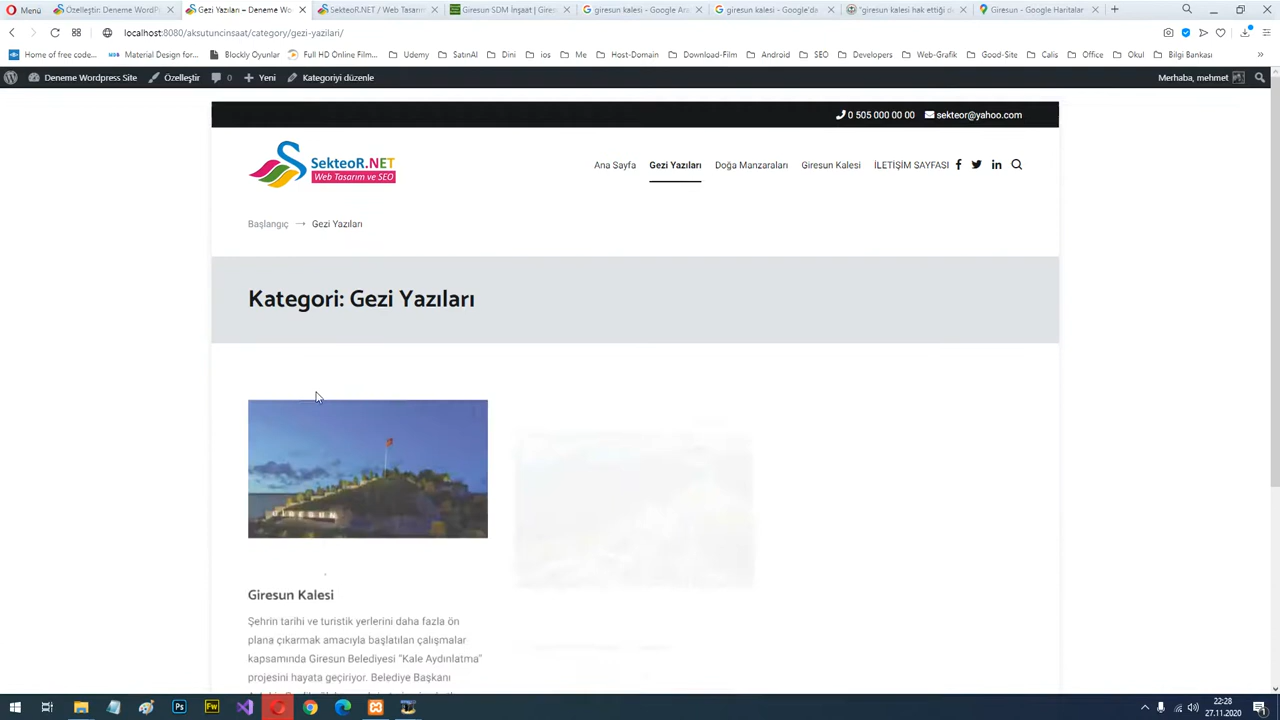 Menü
Özelleştir: Deneme WordP
Gezi Yazıları – Deneme Wo
SekteoR.NET / Web Tasarım
Giresun SDM İnşaat | Gires
giresun kalesi - Google Ara
giresun kalesi - Google'da
"giresun kalesi hak ettiği d
Giresun - Google Haritalar
localhost:8080/aksutuncinsaat/category/gezi-yazilari/
Home of free code...
Material Design for...
Blockly Oyunlar
Full HD Online Film...
Udemy
SatınAl
Dini
ios
Me
Host-Domain
Download-Film
Android
SEO
Developers
Web-Grafik
Good-Site
Calis
Office
Okul
Bilgi Bankası
Deneme Wordpress Site
Özelleştir
0
Yeni
Kategoriyi düzenle
Merhaba, mehmet
0 505 000 00 00
sekteor@yahoo.com
SekteoR.NET
Web Tasarım ve SEO
Ana Sayfa
Gezi Yazıları
Doğa Manzaraları
Giresun Kalesi
İLETİŞİM SAYFASI
Başlangıç → Gezi Yazıları
Kategori: Gezi Yazıları
Giresun Kalesi
Şehrin tarihi ve turistik yerlerini daha fazla ön
plana çıkarmak amacıyla başlatılan çalışmalar
kapsamında Giresun Belediyesi "Kale Aydınlatma"
projesini hayata geçiriyor. Belediye Başkanı
22:28
27.11.2020